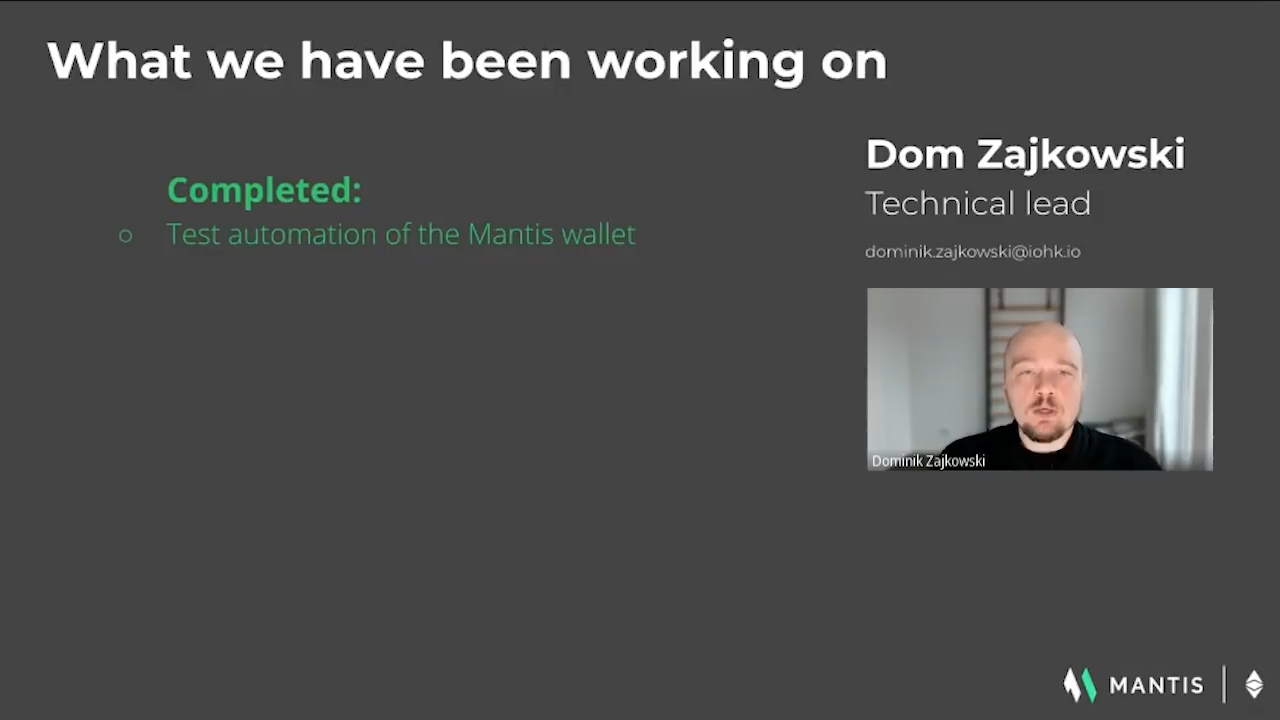 What we have been working on
Dom Zajkowski
Technical lead
dominik.zajkowski@iohk.io
Completed:
○ Test automation of the Mantis wallet
Dominik Zajkowski
MANTIS